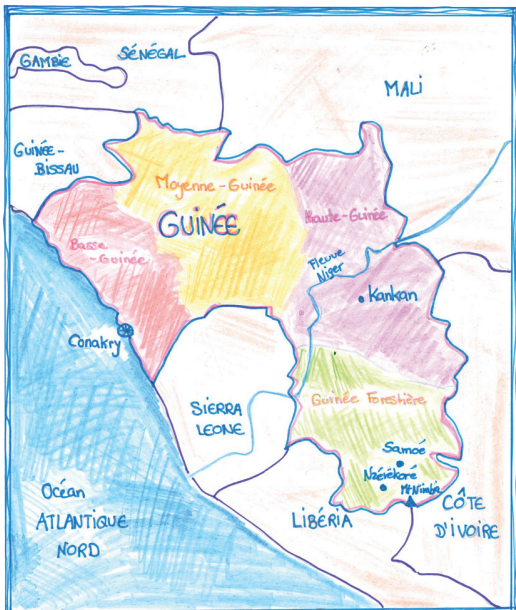 GAMBIE
SÉNÉGAL
MALI
GUINÉE-
BISSAU
Moyenne-Guinée
GUINÉE
Haute-Guinée
Basse
-Guinée
Fleuve
Niger
Kankan
Conakry
SIERRA
LEONE
Guinée Forestière
Samoé
Nzérékoré
Mt Nimba
Océan
ATLANTIQUE
NORD
LIBÉRIA
CÔTE
D'IVOIRE